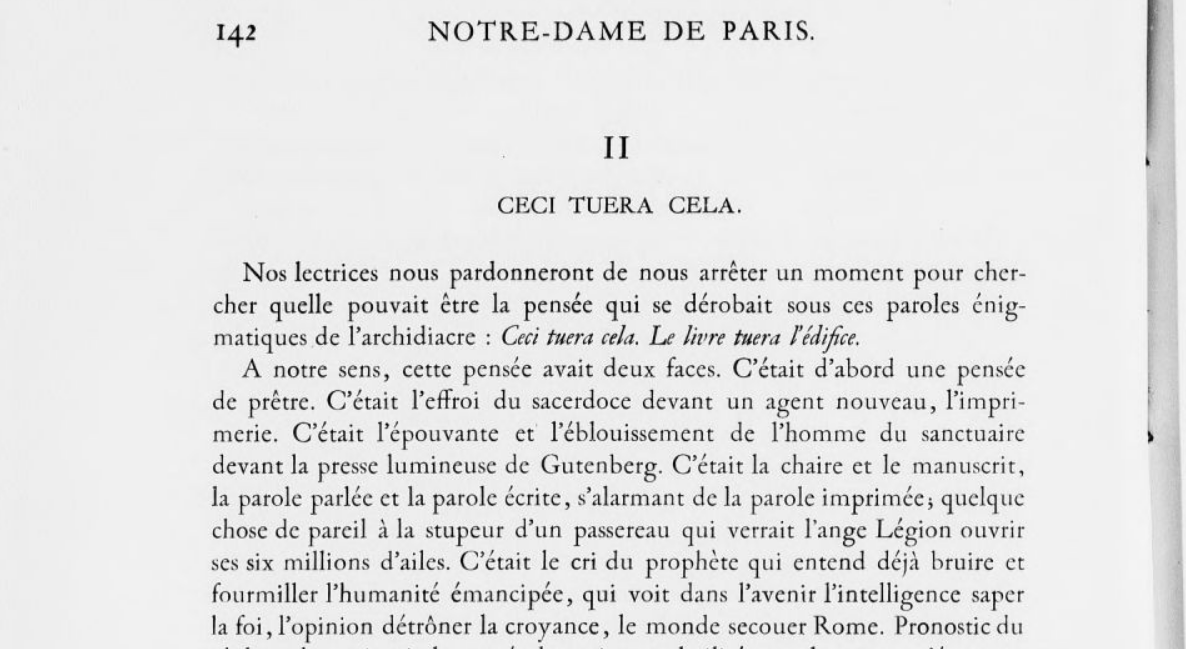 142 NOTRE-DAME DE PARIS.
II
CECI TUERA CELA.
Nos lectrices nous pardonneront de nous arrêter un moment pour cher-
cher quelle pouvait être la pensée qui se dérobait sous ces paroles énig-
matiques de l'archidiacre : Ceci tuera cela. Le livre tuera l'édifice.
A notre sens, cette pensée avait deux faces. C'était d'abord une pensée
de prêtre. C'était l'effroi du sacerdoce devant un agent nouveau, l'impri-
merie. C'était l'épouvante et l'éblouissement de l'homme du sanctuaire
devant la presse lumineuse de Gutenberg. C'était la chaire et le manuscrit,
la parole parlée et la parole écrite, s'alarmant de la parole imprimée; quelque
chose de pareil à la stupeur d'un passereau qui verrait l'ange Légion ouvrir
ses six millions d'ailes. C'était le cri du prophète qui entend déjà bruire et
fourmiller l'humanité émancipée, qui voit dans l'avenir l'intelligence saper
la foi, l'opinion détrôner la croyance, le monde secouer Rome. Pronostic du